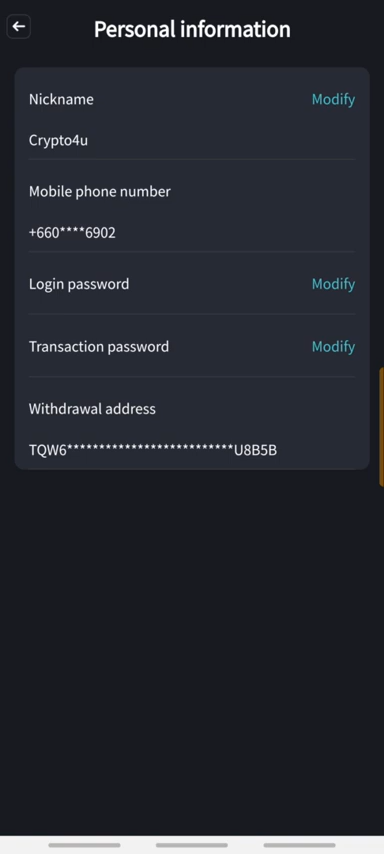 Personal information
Nickname Modify
Crypto4u
Mobile phone number
+660****6902
Login password Modify
Transaction password Modify
Withdrawal address
TQW6**************************U8B5B